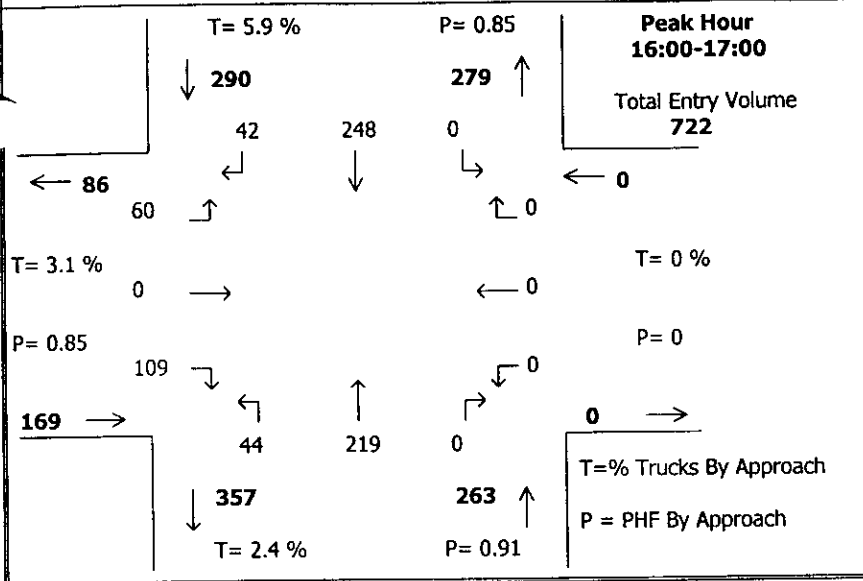 T= 5.9 % P= 0.85 Peak Hour
16:00-17:00
290 279
Total Entry Volume
42 248 0 722
86 0
60 0
T= 3.1 % T= 0 %
0 0
P= 0.85 P= 0
109 0
169 0
44 219 0
T=% Trucks By Approach
357 263
P = PHF By Approach
T= 2.4 % P= 0.91